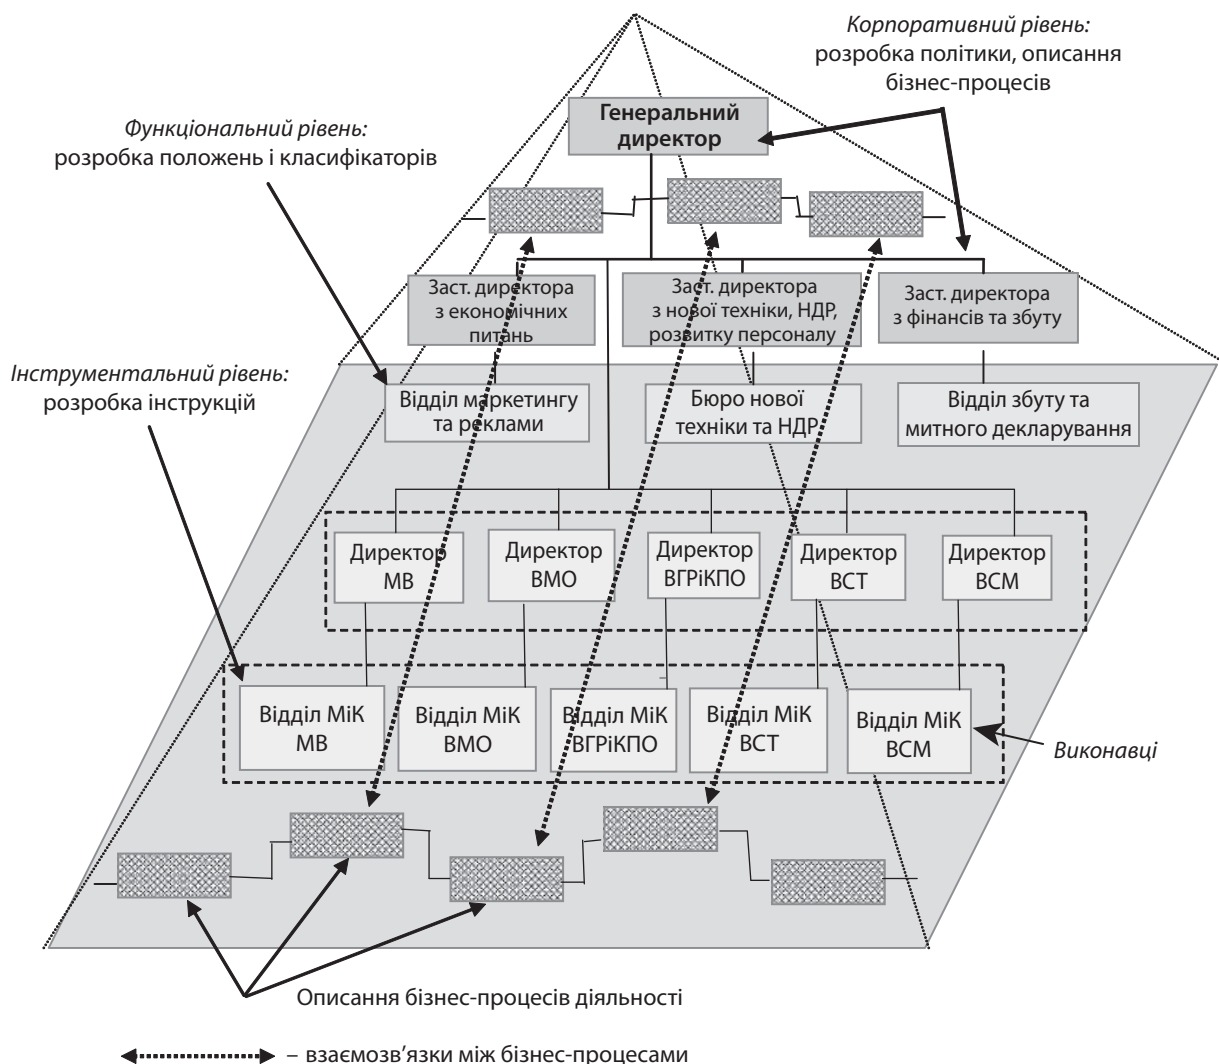 Корпоративний рівень:
розробка політики, описання
бізнес-процесів
Генеральний
директор
Функціональний рівень:
розробка положень і класифікаторів
Заст. директора
з економічних
питань
Заст. директора
з нової техніки, НДР,
розвитку персоналу
Заст. директора
з фінансів та збуту
Інструментальний рівень:
розробка інструкцій
Відділ маркетингу
та реклами
Бюро нової
техніки та НДР
Відділ збуту та
митного декларування
Директор
МВ
Директор
ВМО
Директор
ВГРіКПО
Директор
ВСТ
Директор
ВСМ
Відділ МіК
МВ
Відділ МіК
ВМО
Відділ МіК
ВГРіКПО
Відділ МіК
ВСТ
Відділ МіК
ВСМ
Виконавці
Описання бізнес-процесів діяльності
– взаємозв'язки між бізнес-процесами